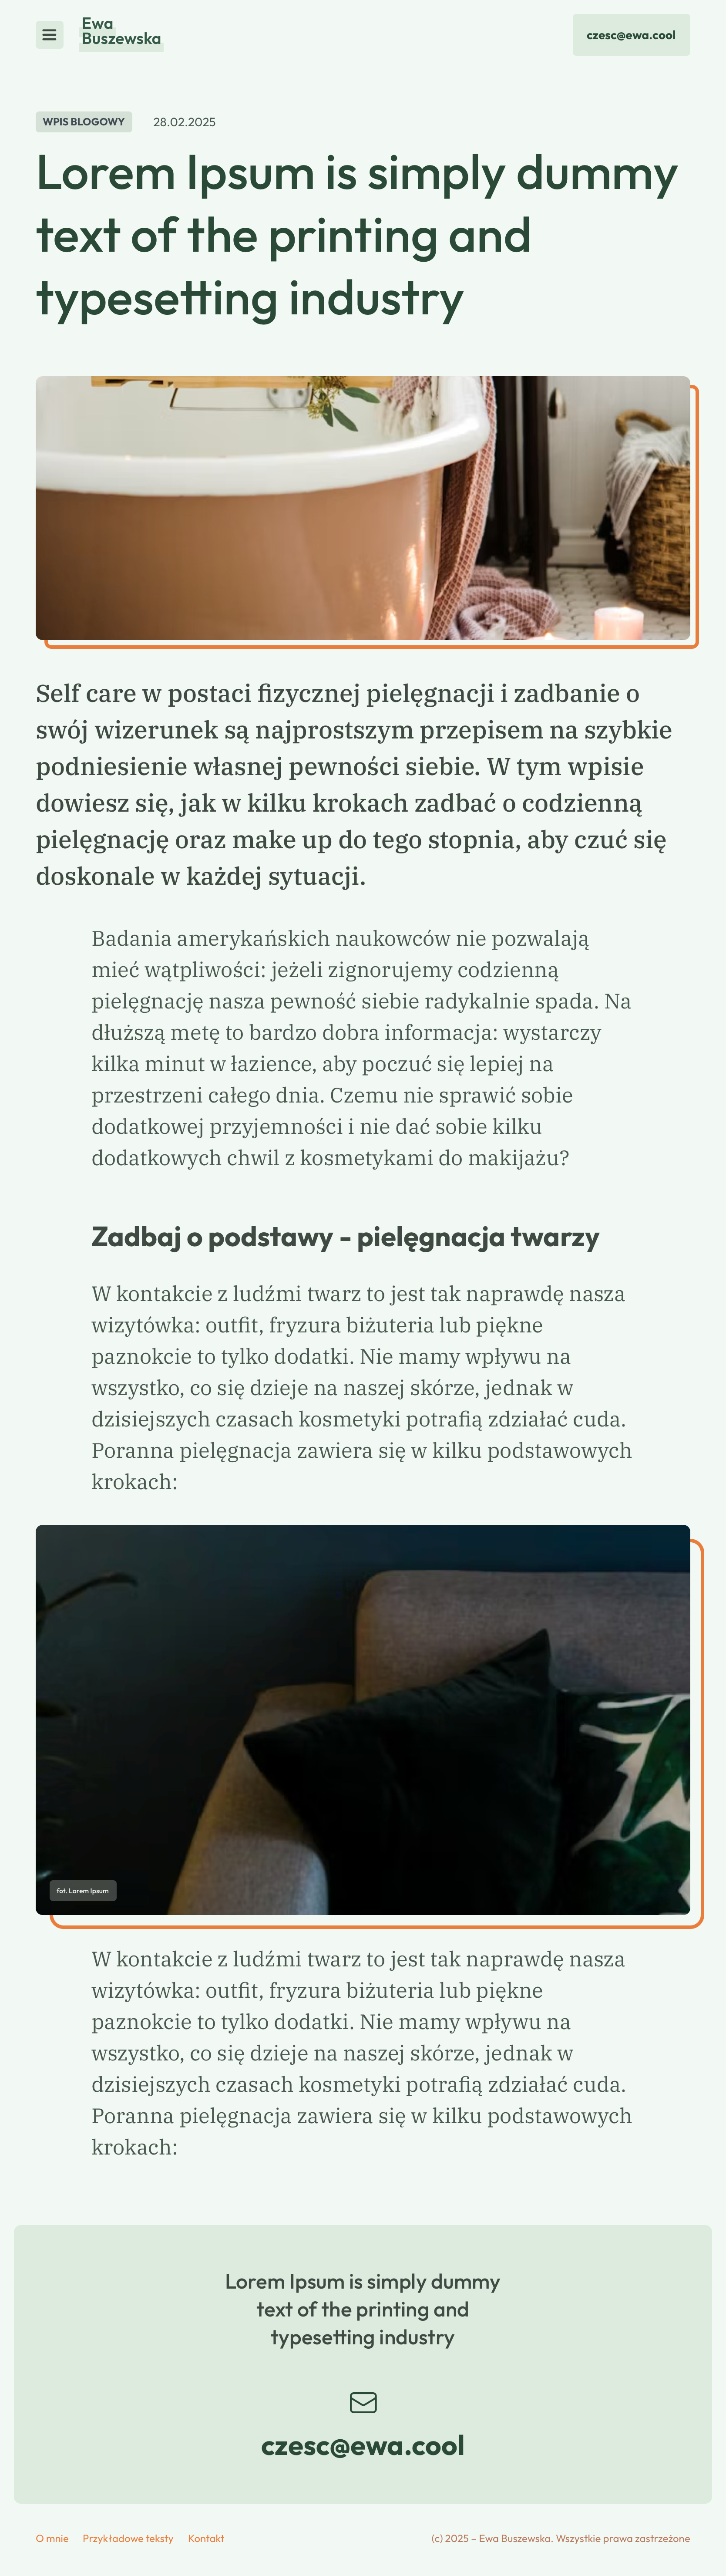 Ewa
Buszewska
czesc@ewa.cool
WPIS BLOGOWY
28.02.2025
Lorem Ipsum is simply dummy
text of the printing and
typesetting industry
Self care w postaci fizycznej pielęgnacji i zadbanie o
swój wizerunek są najprostszym przepisem na szybkie
podniesienie własnej pewności siebie. W tym wpisie
dowiesz się, jak w kilku krokach zadbać o codzienną
pielęgnację oraz make up do tego stopnia, aby czuć się
doskonale w każdej sytuacji.
Badania amerykańskich naukowców nie pozwalają
mieć wątpliwości: jeżeli zignorujemy codzienną
pielęgnację nasza pewność siebie radykalnie spada. Na
dłuższą metę to bardzo dobra informacja: wystarczy
kilka minut w łazience, aby poczuć się lepiej na
przestrzeni całego dnia. Czemu nie sprawić sobie
dodatkowej przyjemności i nie dać sobie kilku
dodatkowych chwil z kosmetykami do makijażu?
Zadbaj o podstawy - pielęgnacja twarzy
W kontakcie z ludźmi twarz to jest tak naprawdę nasza
wizytówka: outfit, fryzura biżuteria lub piękne
paznokcie to tylko dodatki. Nie mamy wpływu na
wszystko, co się dzieje na naszej skórze, jednak w
dzisiejszych czasach kosmetyki potrafią zdziałać cuda.
Poranna pielęgnacja zawiera się w kilku podstawowych
krokach:
fot. Lorem Ipsum
W kontakcie z ludźmi twarz to jest tak naprawdę nasza
wizytówka: outfit, fryzura biżuteria lub piękne
paznokcie to tylko dodatki. Nie mamy wpływu na
wszystko, co się dzieje na naszej skórze, jednak w
dzisiejszych czasach kosmetyki potrafią zdziałać cuda.
Poranna pielęgnacja zawiera się w kilku podstawowych
krokach:
Lorem Ipsum is simply dummy
text of the printing and
typesetting industry
czesc@ewa.cool
O mnie Przykładowe teksty Kontakt
(c) 2025 – Ewa Buszewska. Wszystkie prawa zastrzeżone